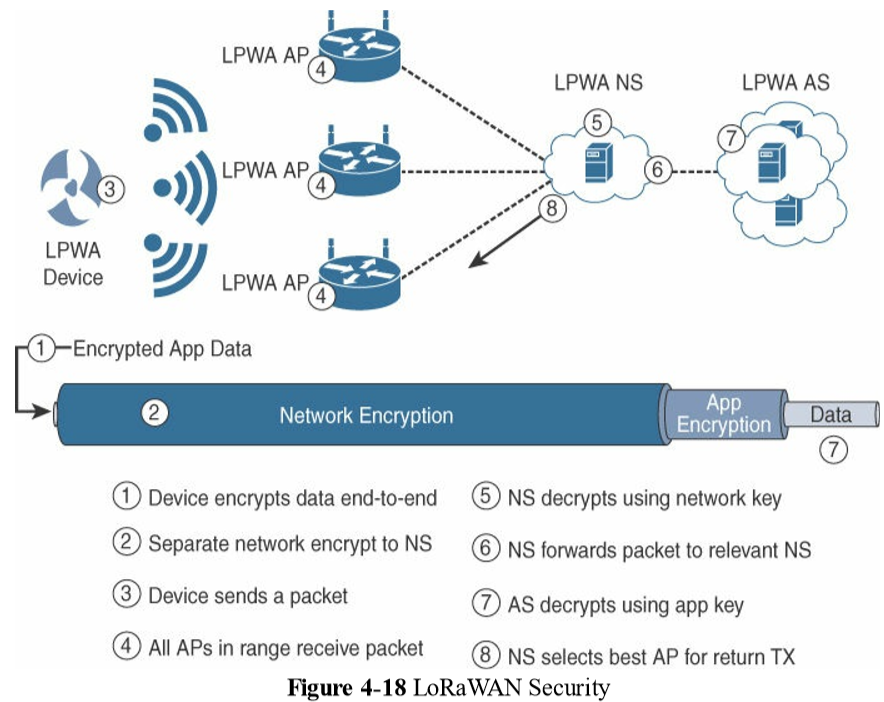 LPWA AP
4
LPWA NS
LPWA AS
5
7
3
LPWA AP
4
6
8
LPWA
Device
LPWA AP
4
1 Encrypted App Data
2
Network Encryption
App
Encryption
Data
7
1 Device encrypts data end-to-end
2 Separate network encrypt to NS
3 Device sends a packet
4 All APs in range receive packet
5 NS decrypts using network key
6 NS forwards packet to relevant NS
7 AS decrypts using app key
8 NS selects best AP for return TX
Figure 4-18 LoRaWAN Security